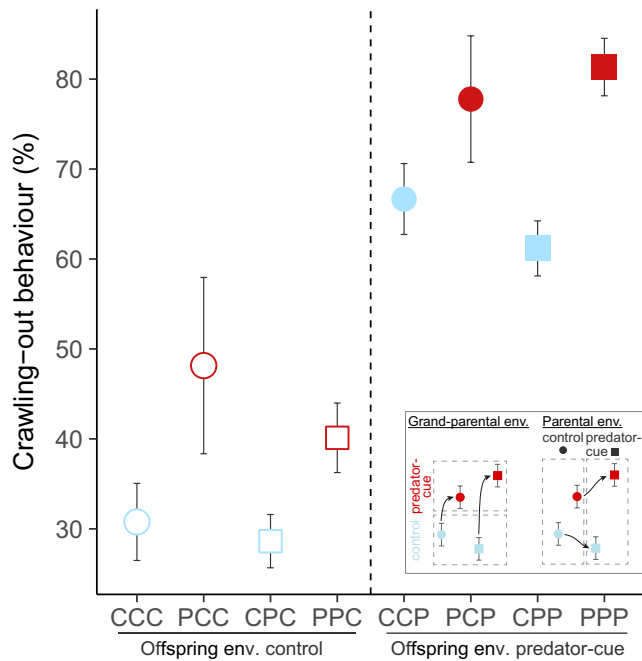 Crawling−out behaviour (%)
80
70
60
50
40
30
Grand-parental env.
Parental env.
control
predator-
cue
predator-
cue
control
CCC PCC CPC PPC CCP PCP CPP PPP
Offspring env. control Offspring env. predator-cue